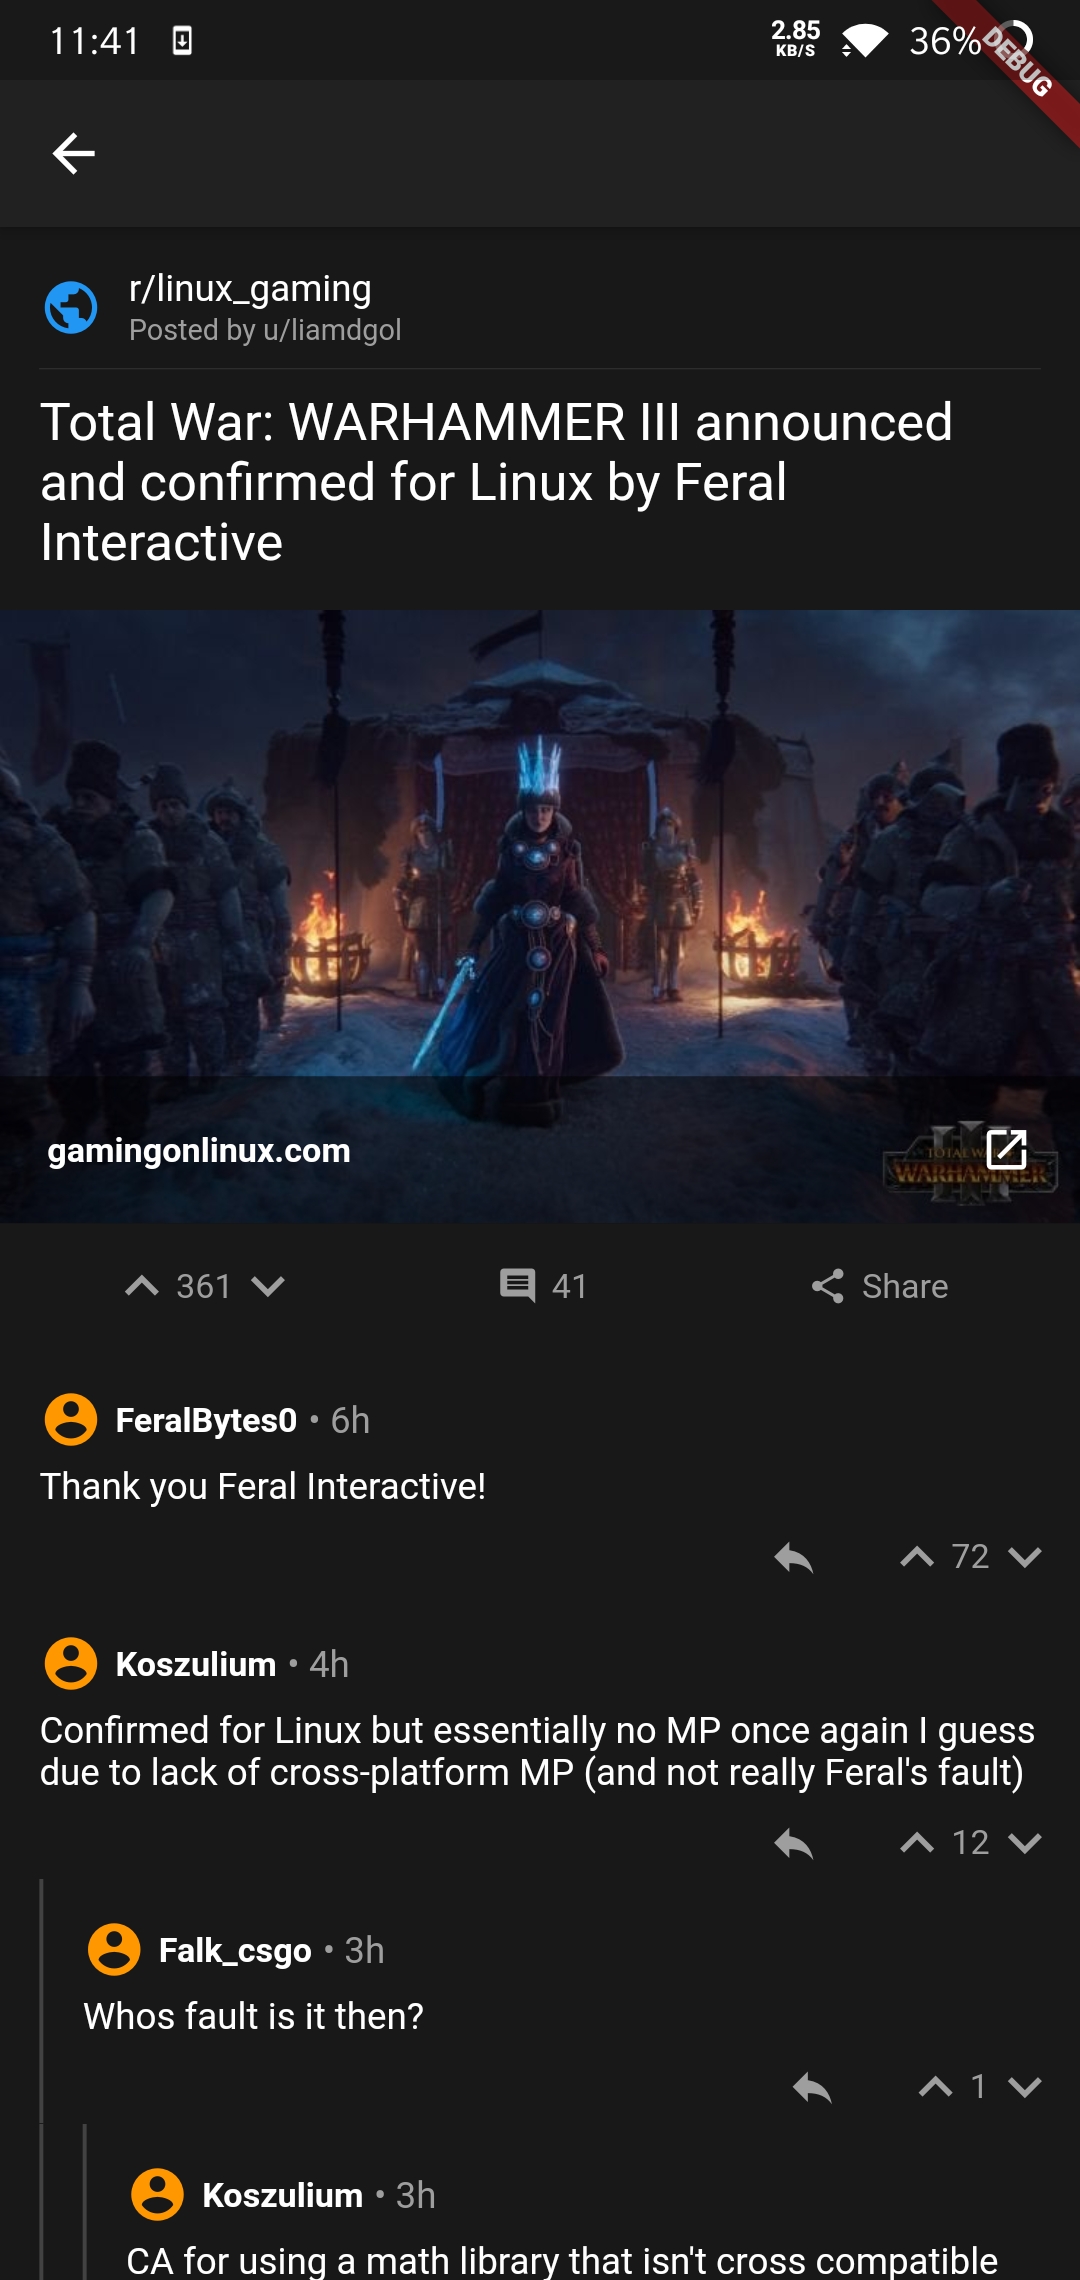 11:41
2.85
KB/S
36%
DEBUG
r/linux_gaming
Posted by u/liamdgol
Total War: WARHAMMER III announced
and confirmed for Linux by Feral
Interactive
gamingonlinux.com
TOTAL WAR
WARHAMMER
III
361
41
Share
FeralBytes0 • 6h
Thank you Feral Interactive!
72
Koszulium • 4h
Confirmed for Linux but essentially no MP once again I guess
due to lack of cross-platform MP (and not really Feral's fault)
12
Falk_csgo • 3h
Whos fault is it then?
1
Koszulium • 3h
CA for using a math library that isn't cross compatible